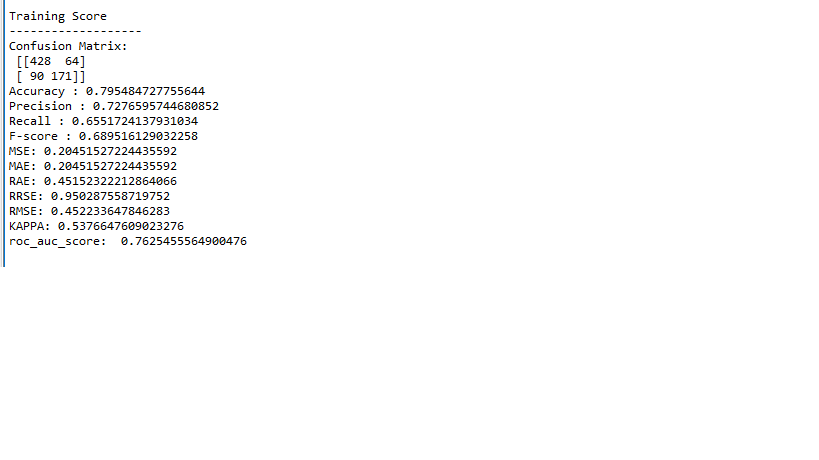 Training Score
-------------------
Confusion Matrix:
[[428  64]
[ 90 171]]
Accuracy : 0.795484727755644
Precision : 0.7276595744680852
Recall : 0.6551724137931034
F-score : 0.689516129032258
MSE: 0.20451527224435592
MAE: 0.20451527224435592
RAE: 0.45152322212864066
RRSE: 0.950287558719752
RMSE: 0.452233647846283
KAPPA: 0.5376647609023276
roc_auc_score:  0.7625455564900476